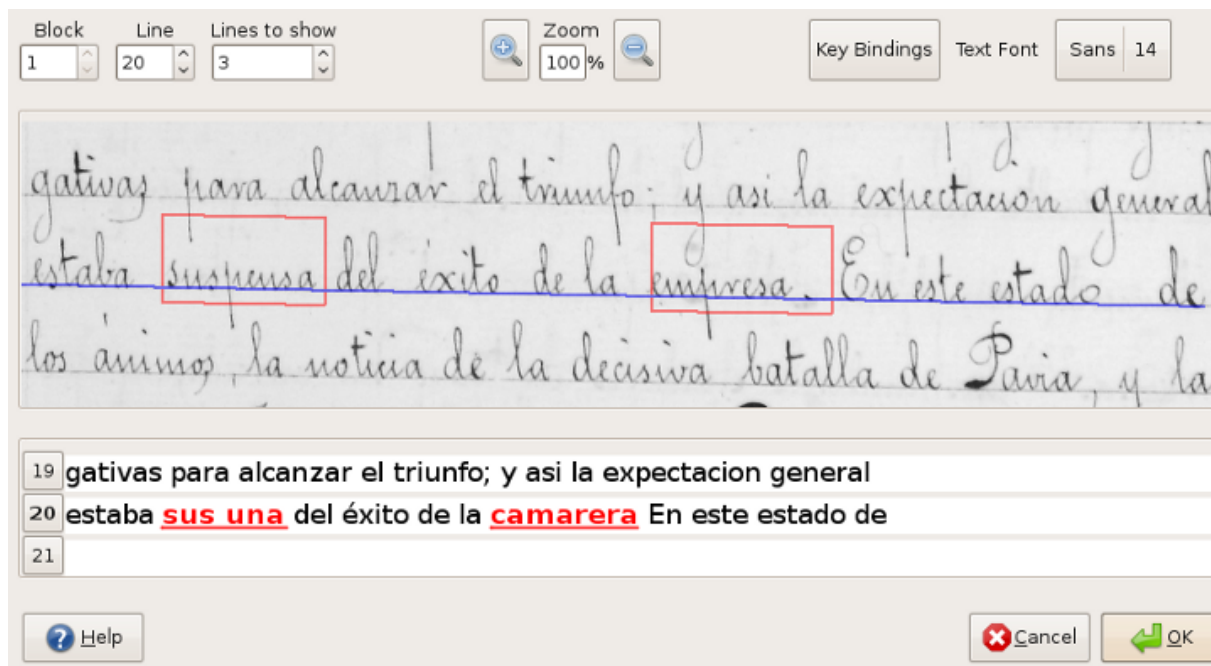 Block Line Lines to show Zoom
1 20 3 100 % Key Bindings Text Font Sans 14
gativas para alcanzar el triunfo; y asi la expectacion general
estaba suspensa del éxito de la empresa. En este estado de
los ánimos, la noticia de la decisiva batalla de Pavia, y la
19 gativas para alcanzar el triunfo; y asi la expectacion general
20 estaba sus una del éxito de la camarera En este estado de
21
Help Cancel OK